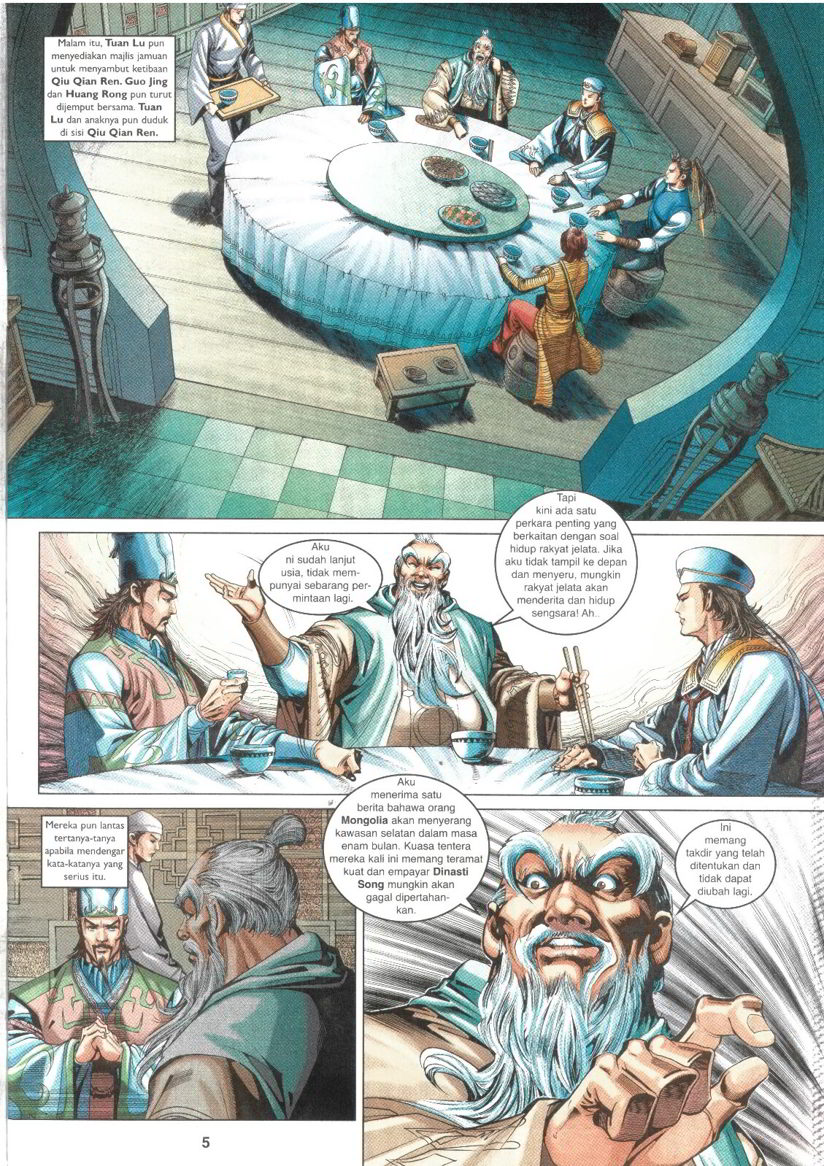 Malam itu, Tuan Lu pun
menyediakan majlis jamuan
untuk menyambut ketibaan
Qiu Qian Ren. Guo Jing
dan Huang Rong pun turut
dijemput bersama. Tuan
Lu dan anaknya pun duduk
di sisi Qiu Qian Ren.
Aku
ni sudah lanjut
usia, tidak mem-
punyai sebarang per-
mintaan lagi.
Tapi
kini ada satu
perkara penting yang
berkaitan dengan soal
hidup rakyat jelata. Jika
aku tidak tampil ke depan
dan menyeru, mungkin
rakyat jelata akan
menderita dan hidup
sengsara! Ah..
Mereka pun lantas
tertanya-tanya
apabila mendengar
kata-katanya yang
serius itu.
Aku
menerima satu
berita bahawa orang
Mongolia akan menyerang
kawasan selatan dalam masa
enam bulan. Kuasa tentera
mereka kali ini memang teramat
kuat dan empayar Dinasti
Song mungkin akan
gagal dipertahan-
kan.
Ini
memang
takdir yang telah
ditentukan dan
tidak dapat
diubah lagi.
5